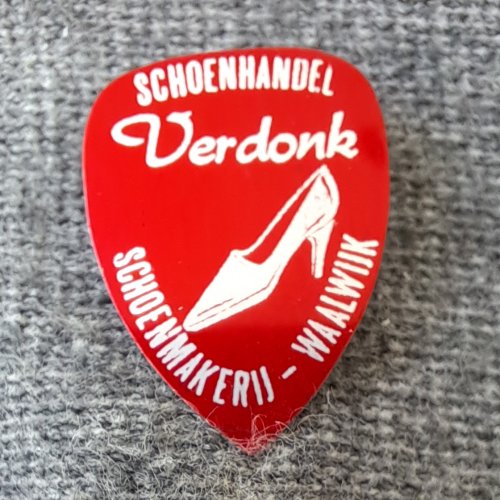 SCHOENHANDEL
Verdonk
SCHOENMAKERIJ - WAALWIJK